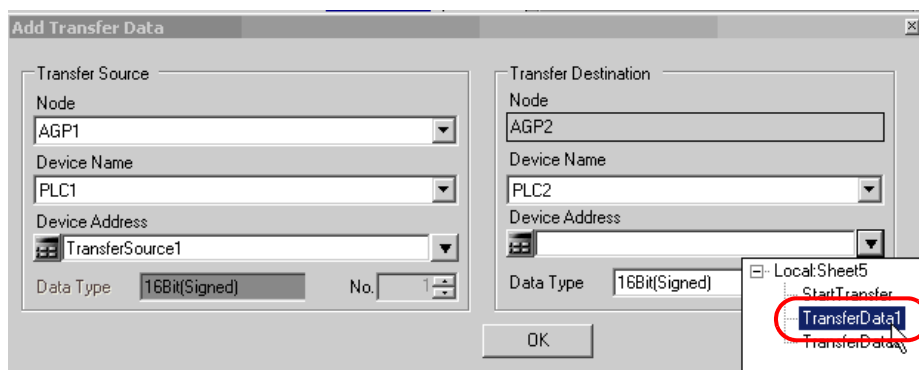 Add Transfer Data
Transfer Source
Node
AGP1
Device Name
PLC1
Device Address
TransferSource1
Data Type 16Bit(Signed) No. 1
Transfer Destination
Node
AGP2
Device Name
PLC2
Device Address
Data Type 16Bit(Signed)
Local:Sheet5
StartTransfer
TransferData1
OK